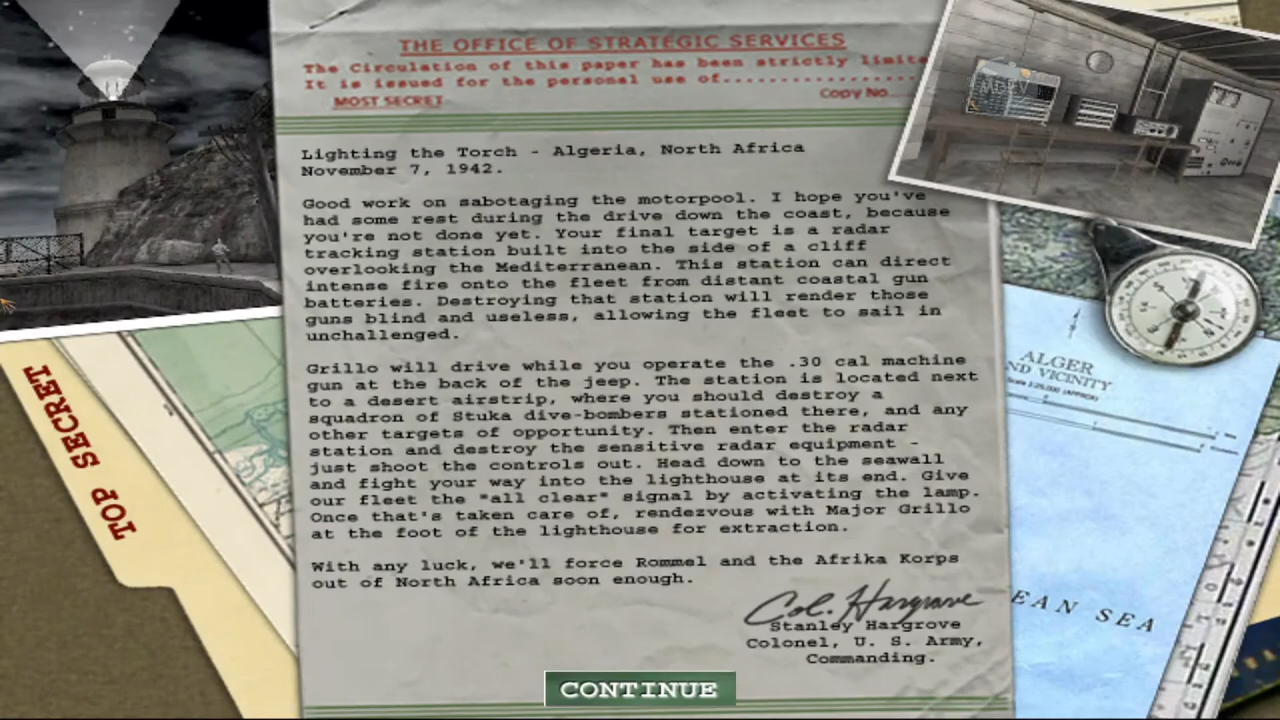 THE OFFICE OF STRATEGIC SERVICES
The Circulation of this paper has been strictly limite
It is issued for the personal use of....................
MOST SECRET
Copy No
Lighting the Torch - Algeria, North Africa
November 7, 1942.
Good work on sabotaging the motorpool. I hope you've
had some rest during the drive down the coast, because
you're not done yet. Your final target is a radar
tracking station built into the side of a cliff
overlooking the Mediterranean. This station can direct
intense fire onto the fleet from distant coastal gun
batteries. Destroying that station will render those
guns blind and useless, allowing the fleet to sail in
unchallenged.
Grillo will drive while you operate the .30 cal machine
gun at the back of the jeep. The station is located next
to a desert airstrip, where you should destroy a
squadron of Stuka dive-bombers stationed there, and any
other targets of opportunity. Then enter the radar
station and destroy the sensitive radar equipment -
just shoot the controls out. Head down to the seawall
and fight your way into the lighthouse at its end. Give
our fleet the "all clear" signal by activating the lamp.
Once that's taken care of, rendezvous with Major Grillo
at the foot of the lighthouse for extraction.
With any luck, we'll force Rommel and the Afrika Korps
out of North Africa soon enough.
Col. Hargrove
Stanley Hargrove
Colonel, U. S. Army,
Commanding.
CONTINUE
TOP SECRET
ALGER
ND VICINITY
EAN SEA